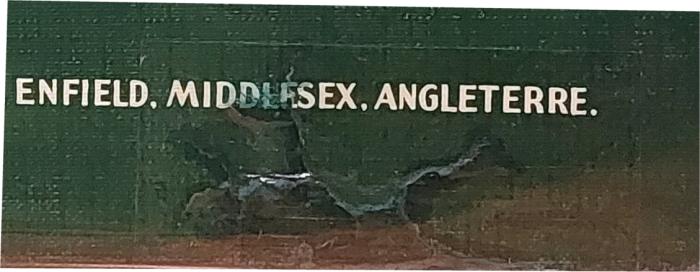 ENFIELD, MIDDLESEX, ANGLETERRE.